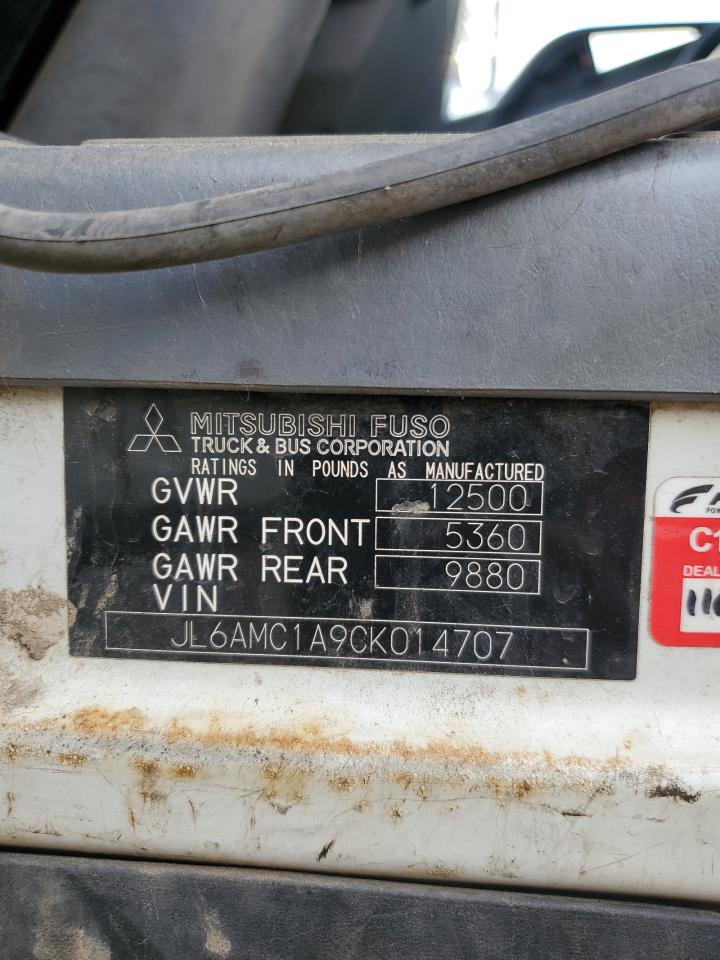 MITSUBISHI FUSO
TRUCK & BUS CORPORATION
RATINGS IN POUNDS AS MANUFACTURED
GVWR 12500
GAWR FRONT 5360
GAWR REAR 9880
VIN
JL6AMC1A9CK014707